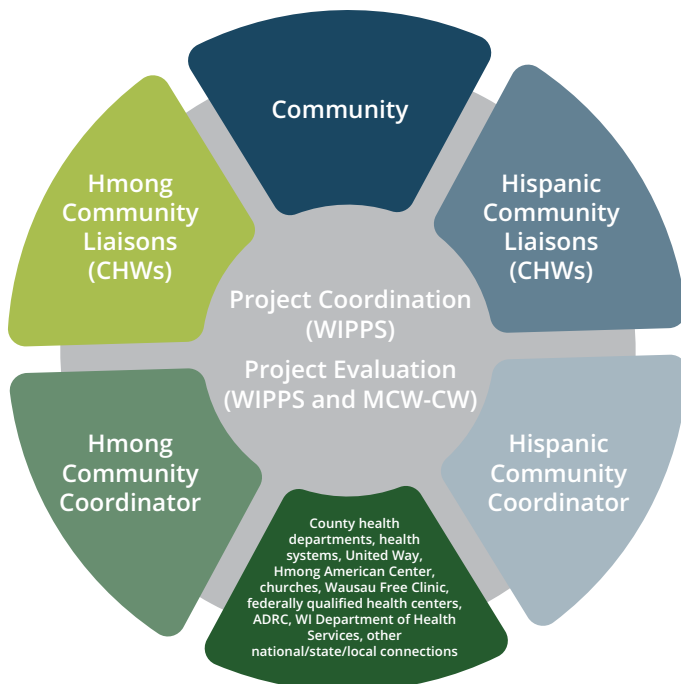 Community
Hmong
Community
Liaisons
(CHWs)
Hispanic
Community
Liaisons
(CHWs)
Project Coordination
(WIPPS)
Project Evaluation
(WIPPS and MCW-CW)
Hmong
Community
Coordinator
Hispanic
Community
Coordinator
County health
departments, health
systems, United Way,
Hmong American Center,
churches, Wausau Free Clinic,
federally qualified health centers,
ADRC, WI Department of Health
Services, other
national/state/local connections